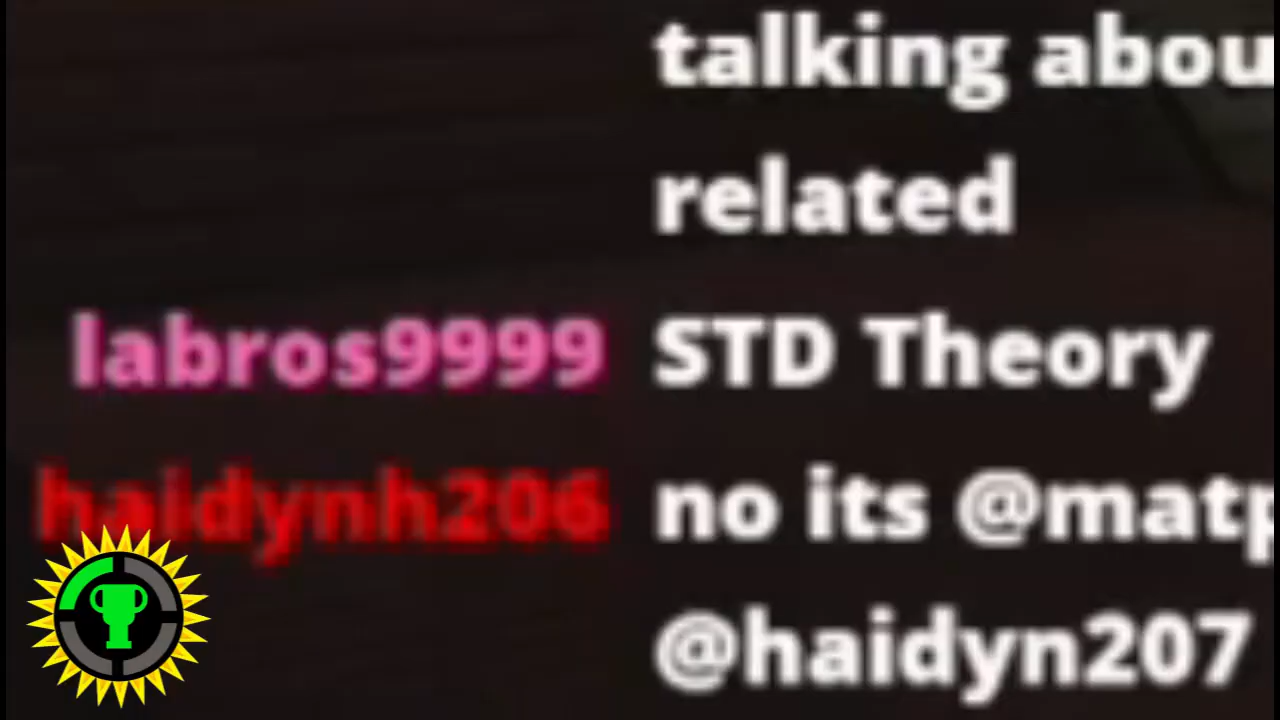 talking abou
related
labros9999 STD Theory
haidynh206 no its @matp
@haidyn207